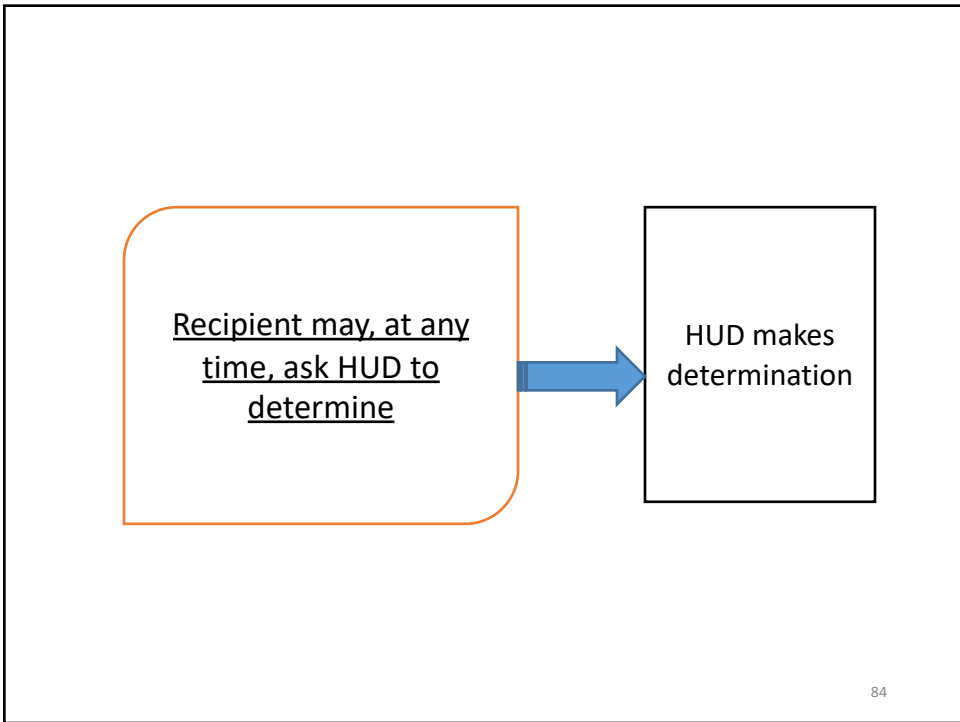 Recipient may, at any
time, ask HUD to
determine
HUD makes
determination
84